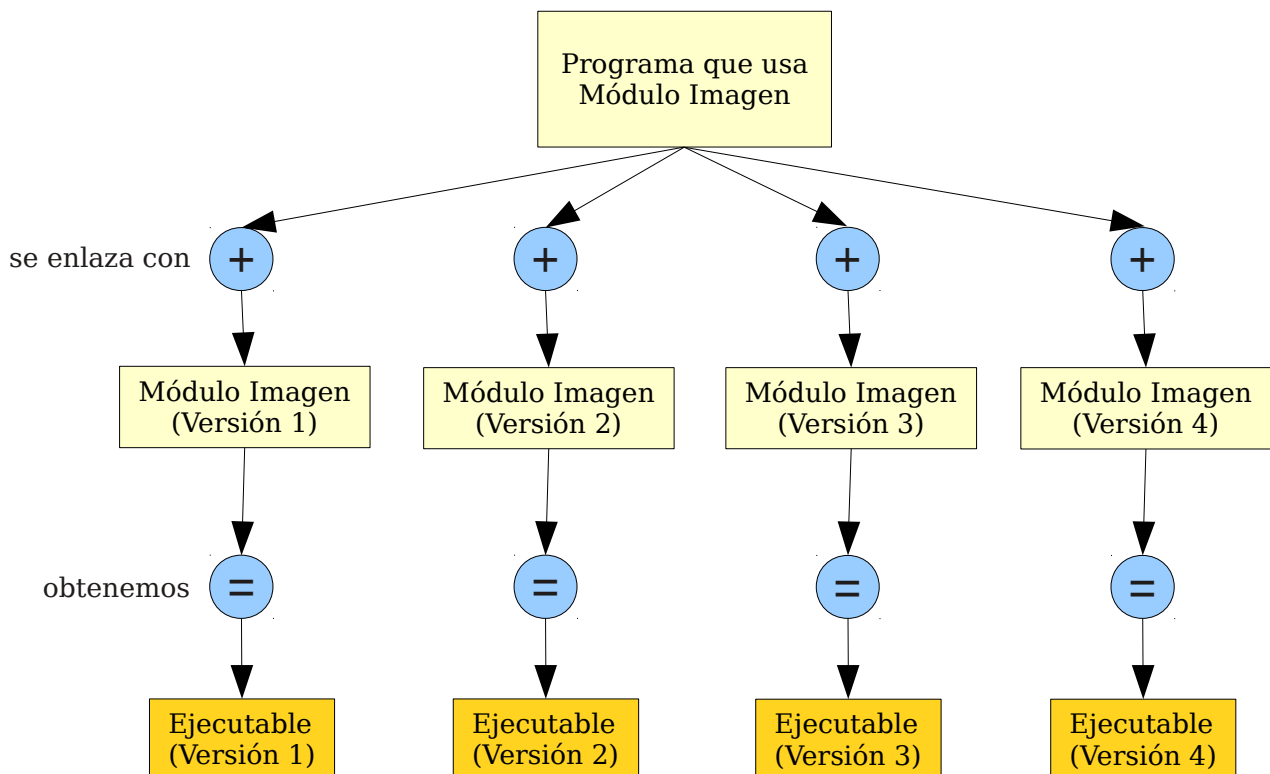 Programa que usa
Módulo Imagen
se enlaza con
+
+
+
+
Módulo Imagen
(Versión 1)
Módulo Imagen
(Versión 2)
Módulo Imagen
(Versión 3)
Módulo Imagen
(Versión 4)
obtenemos
=
=
=
=
Ejecutable
(Versión 1)
Ejecutable
(Versión 2)
Ejecutable
(Versión 3)
Ejecutable
(Versión 4)